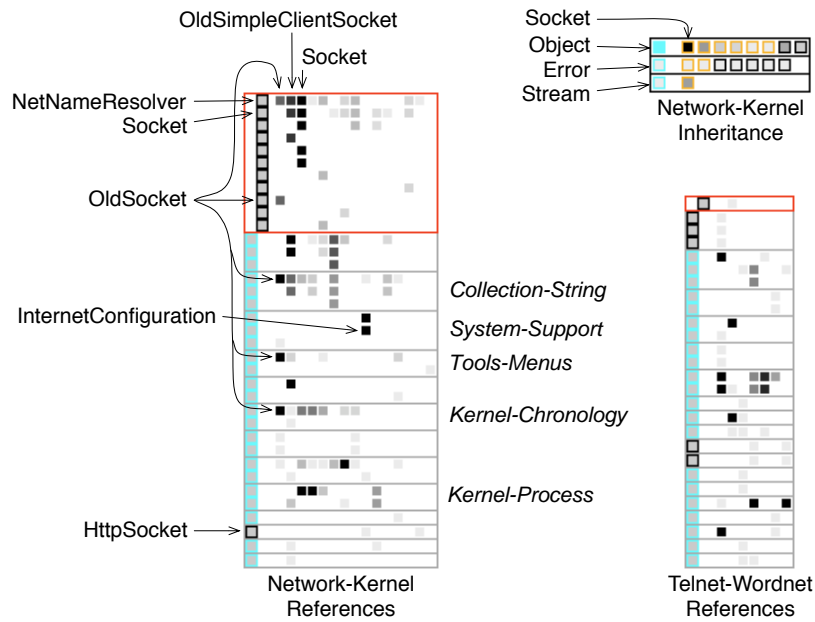 OldSimpleClientSocket
Socket
NetNameResolver
Socket
OldSocket
InternetConfiguration
HttpSocket
Network-Kernel
References
Collection-String
System-Support
Tools-Menus
Kernel-Chronology
Kernel-Process
Socket
Object
Error
Stream
Network-Kernel
Inheritance
Telnet-Wordnet
References